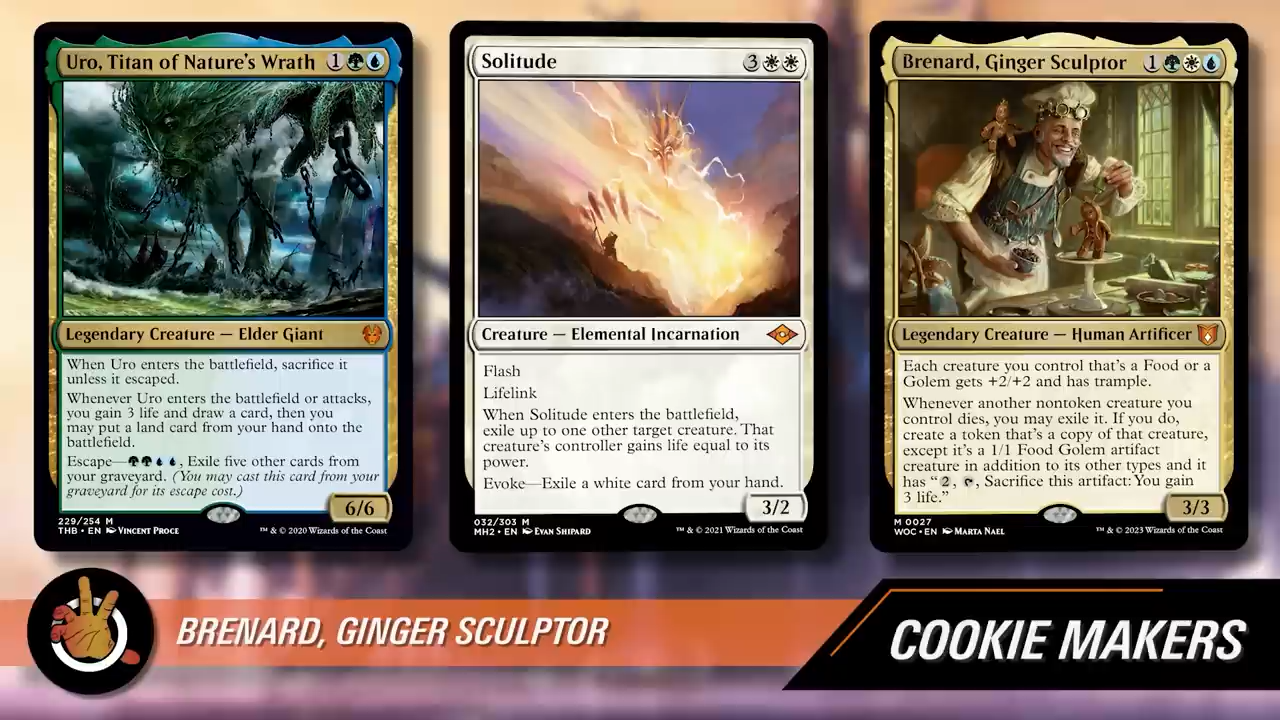 Uro, Titan of Nature's Wrath 1
Legendary Creature — Elder Giant
When Uro enters the battlefield, sacrifice it
unless it escaped.
Whenever Uro enters the battlefield or attacks,
you gain 3 life and draw a card, then you
may put a land card from your hand onto the
battlefield.
Escape—, Exile five other cards from
your graveyard. (You may cast this card from your
graveyard for its escape cost.)
6/6
229/254 M
THB • EN Vincent Proce
™ & © 2020 Wizards of the Coast
Solitude 3
Creature — Elemental Incarnation
Flash
Lifelink
When Solitude enters the battlefield,
exile up to one other target creature. That
creature's controller gains life equal to its
power.
Evoke—Exile a white card from your hand.
3/2
032/303 M
MH2 • EN Evan Shipard
™ & © 2021 Wizards of the Coast
Brenard, Ginger Sculptor 1
Legendary Creature — Human Artificer
Each creature you control that's a Food or a
Golem gets +2/+2 and has trample.
Whenever another nontoken creature you
control dies, you may exile it. If you do,
create a token that's a copy of that creature,
except it's a 1/1 Food Golem artifact
creature in addition to its other types and it
has "2, , Sacrifice this artifact: You gain
3 life."
3/3
M 0027
WOC • EN Marta Nael
™ & © 2023 Wizards of the Coast
BRENARD, GINGER SCULPTOR
COOKIE MAKERS